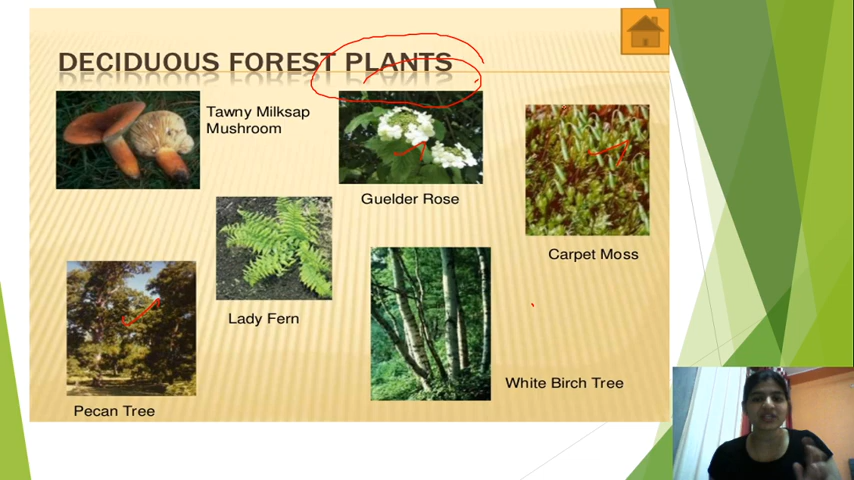 DECIDUOUS FOREST PLANTS
Tawny Milksap
Mushroom
Guelder Rose
Carpet Moss
Lady Fern
White Birch Tree
Pecan Tree